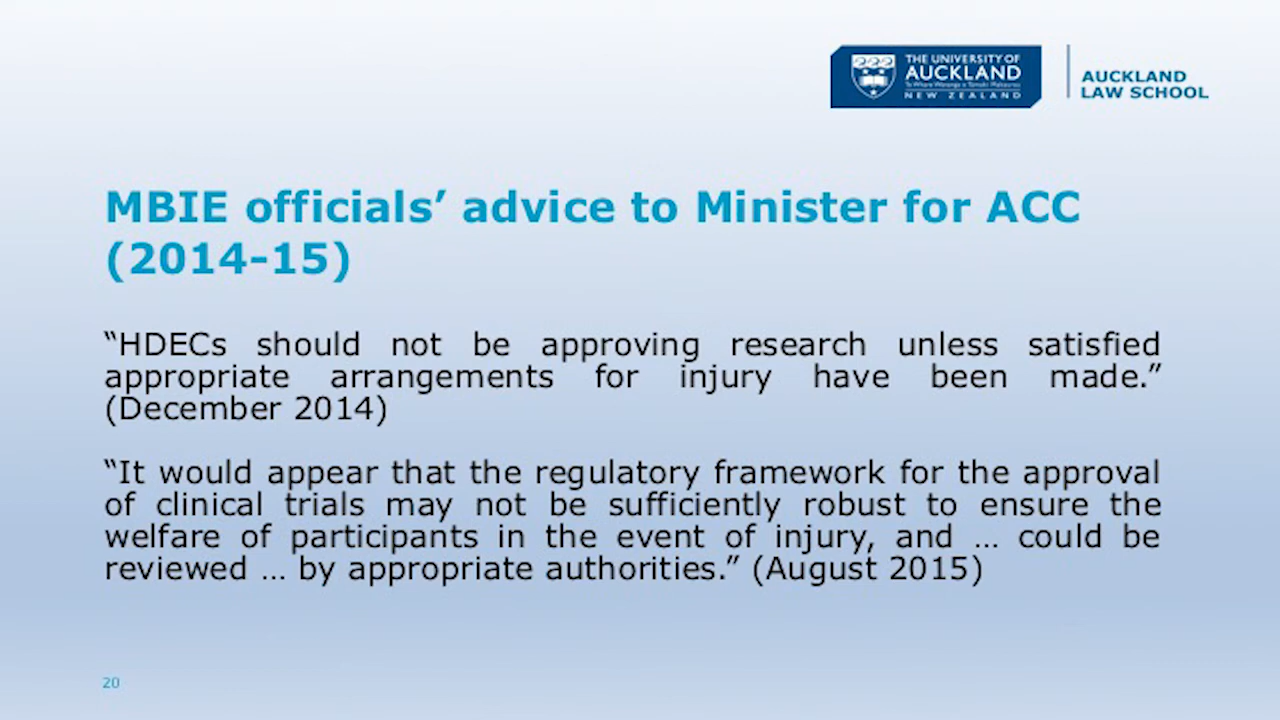 THE UNIVERSITY OF
AUCKLAND
NEW ZEALAND
AUCKLAND
LAW SCHOOL
MBIE officials’ advice to Minister for ACC
(2014-15)
“HDECs should not be approving research unless satisfied
appropriate arrangements for injury have been made.”
(December 2014)
“It would appear that the regulatory framework for the approval
of clinical trials may not be sufficiently robust to ensure the
welfare of participants in the event of injury, and … could be
reviewed … by appropriate authorities.” (August 2015)
20